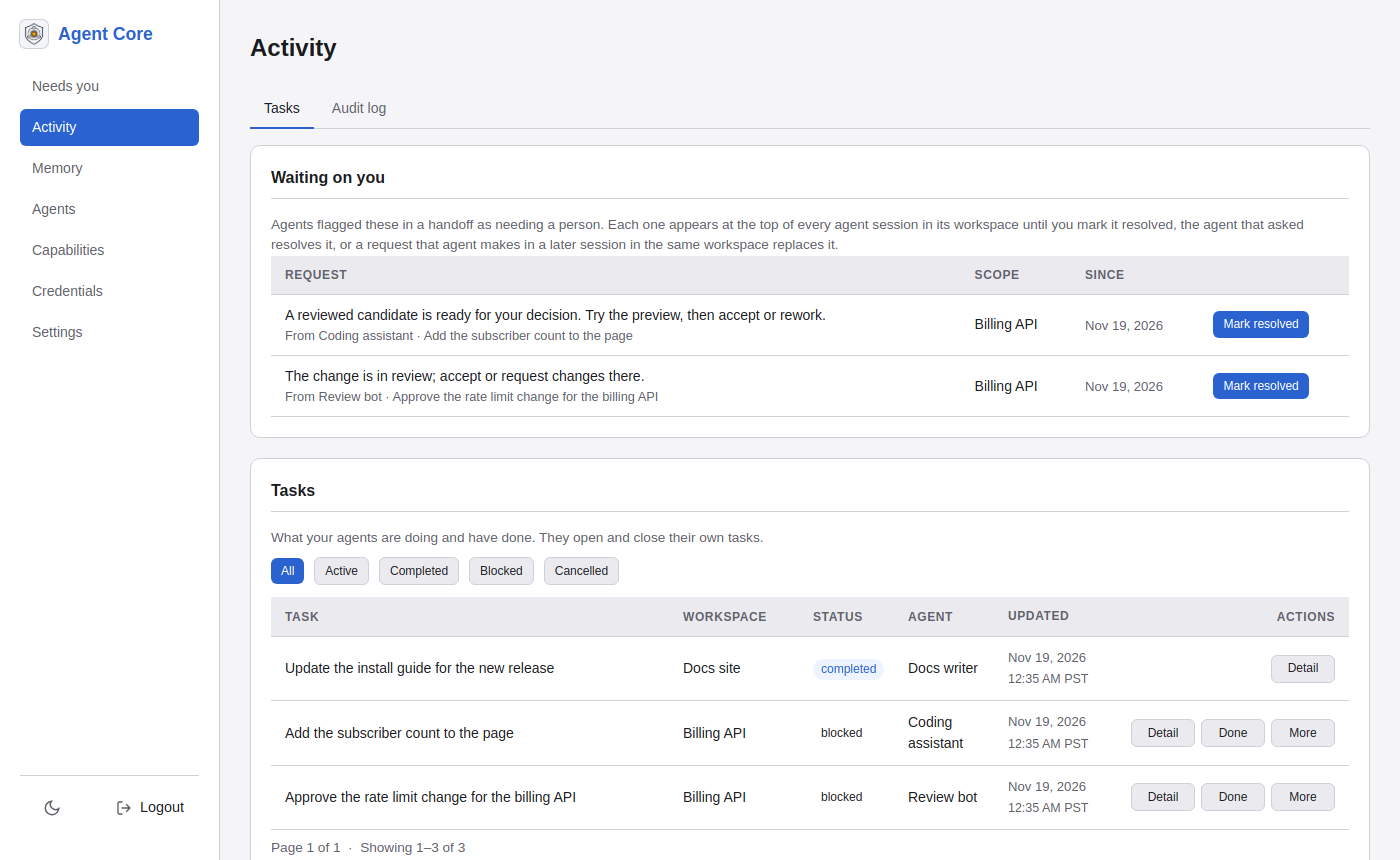 Agent Core
Needs you
Activity
Memory
Agents
Capabilities
Credentials
Settings
Logout
Activity
Tasks Audit log
Waiting on you
Agents flagged these in a handoff as needing a person. Each one appears at the top of every agent session in its workspace until you mark it resolved, the agent that asked
resolves it, or a request that agent makes in a later session in the same workspace replaces it.
REQUEST SCOPE SINCE
A reviewed candidate is ready for your decision. Try the preview, then accept or rework.
From Coding assistant · Add the subscriber count to the page
Billing API Nov 19, 2026 Mark resolved
The change is in review; accept or request changes there.
From Review bot · Approve the rate limit change for the billing API
Billing API Nov 19, 2026 Mark resolved
Tasks
What your agents are doing and have done. They open and close their own tasks.
All Active Completed Blocked Cancelled
TASK WORKSPACE STATUS AGENT UPDATED ACTIONS
Update the install guide for the new release Docs site completed Docs writer Nov 19, 2026
12:35 AM PST Detail
Add the subscriber count to the page Billing API blocked Coding
assistant Nov 19, 2026
12:35 AM PST Detail Done More
Approve the rate limit change for the billing API Billing API blocked Review bot Nov 19, 2026
12:35 AM PST Detail Done More
Page 1 of 1 · Showing 1–3 of 3